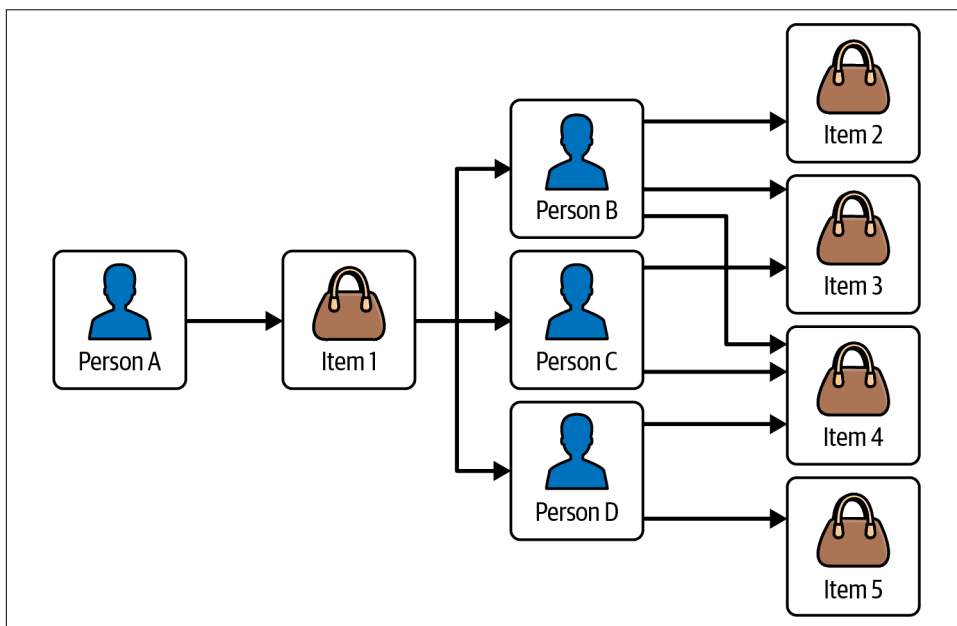 Person A
Item 1
Person B
Person C
Person D
Item 2
Item 3
Item 4
Item 5